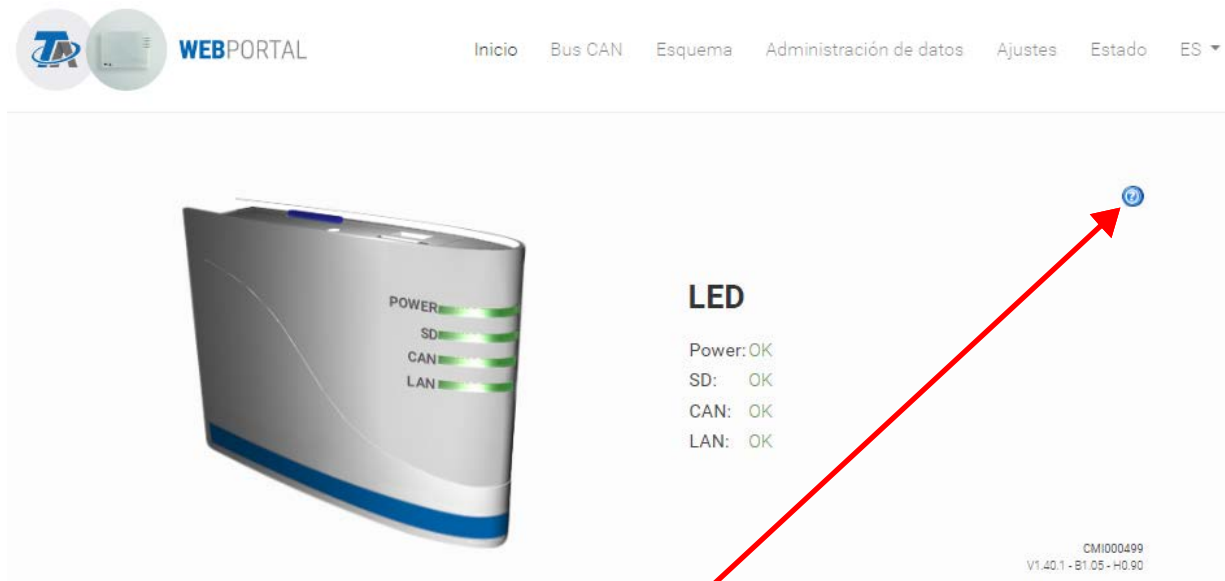 TA WEBPORTAL Inicio Bus CAN Esquema Administración de datos Ajustes Estado ES
POWER
SD
CAN
LAN
LED
Power: OK
SD: OK
CAN: OK
LAN: OK
CMI000499
V1.40.1 - B1.05 - H0.90